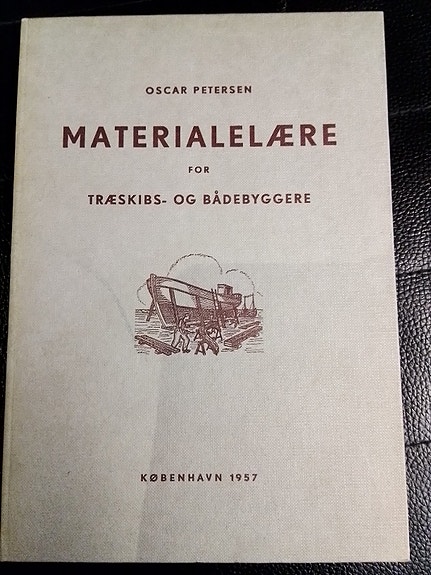 OSCAR PETERSEN
MATERIALELÆRE
FOR
TRÆSKIBS- OG BÅDEBYGGERE
KØBENHAVN 1957